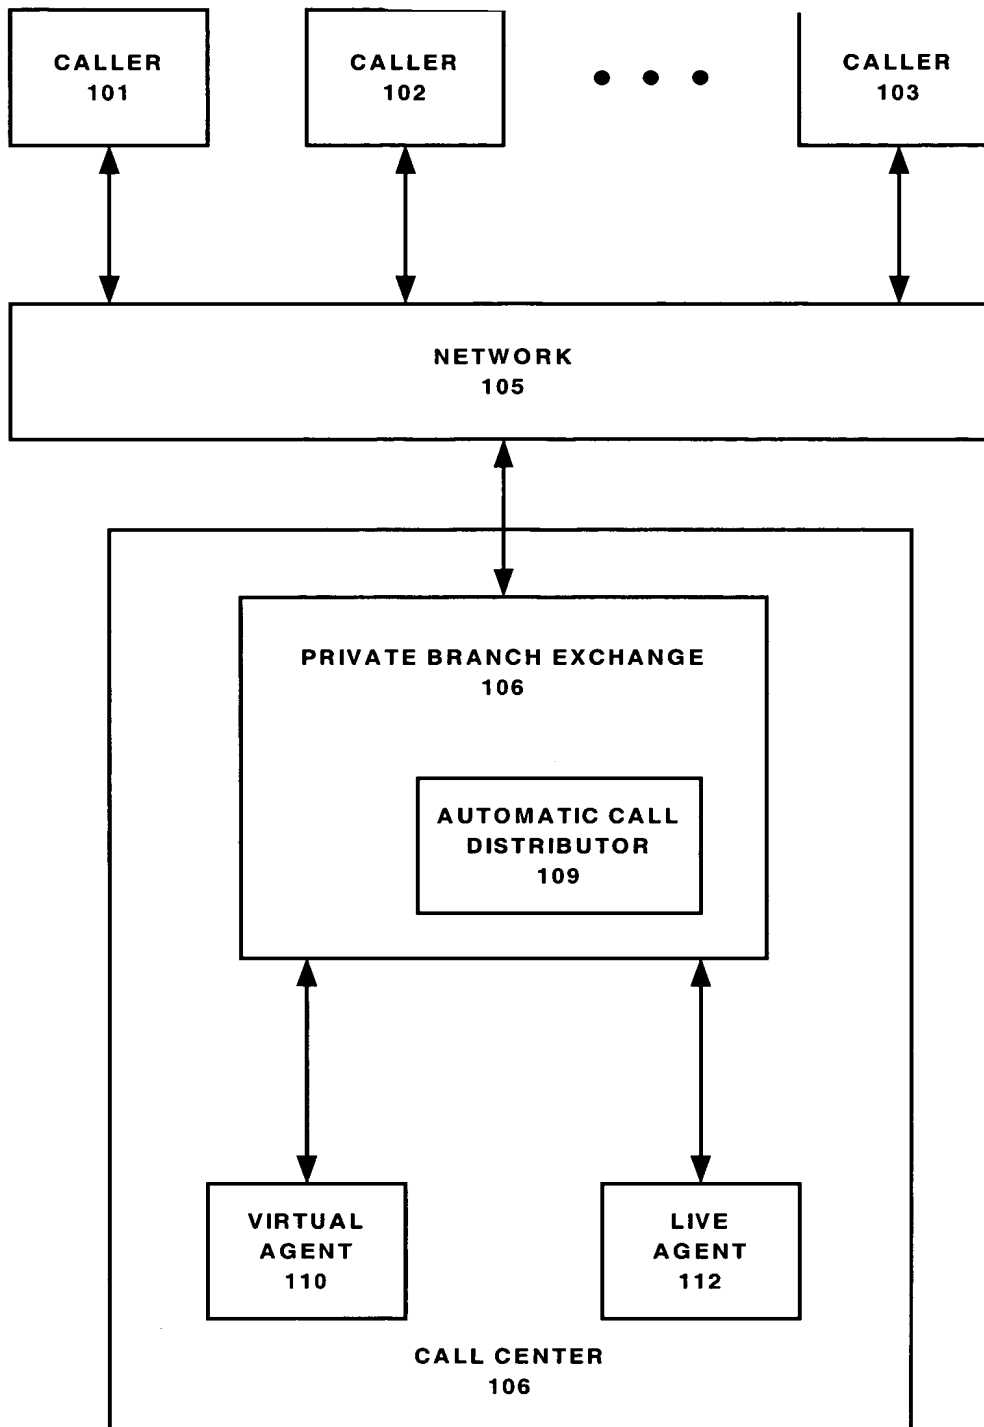 CALLER
101
CALLER
102
CALLER
103
NETWORK
105
PRIVATE BRANCH EXCHANGE
106
AUTOMATIC CALL
DISTRIBUTOR
109
VIRTUAL
AGENT
110
LIVE
AGENT
112
CALL CENTER
106